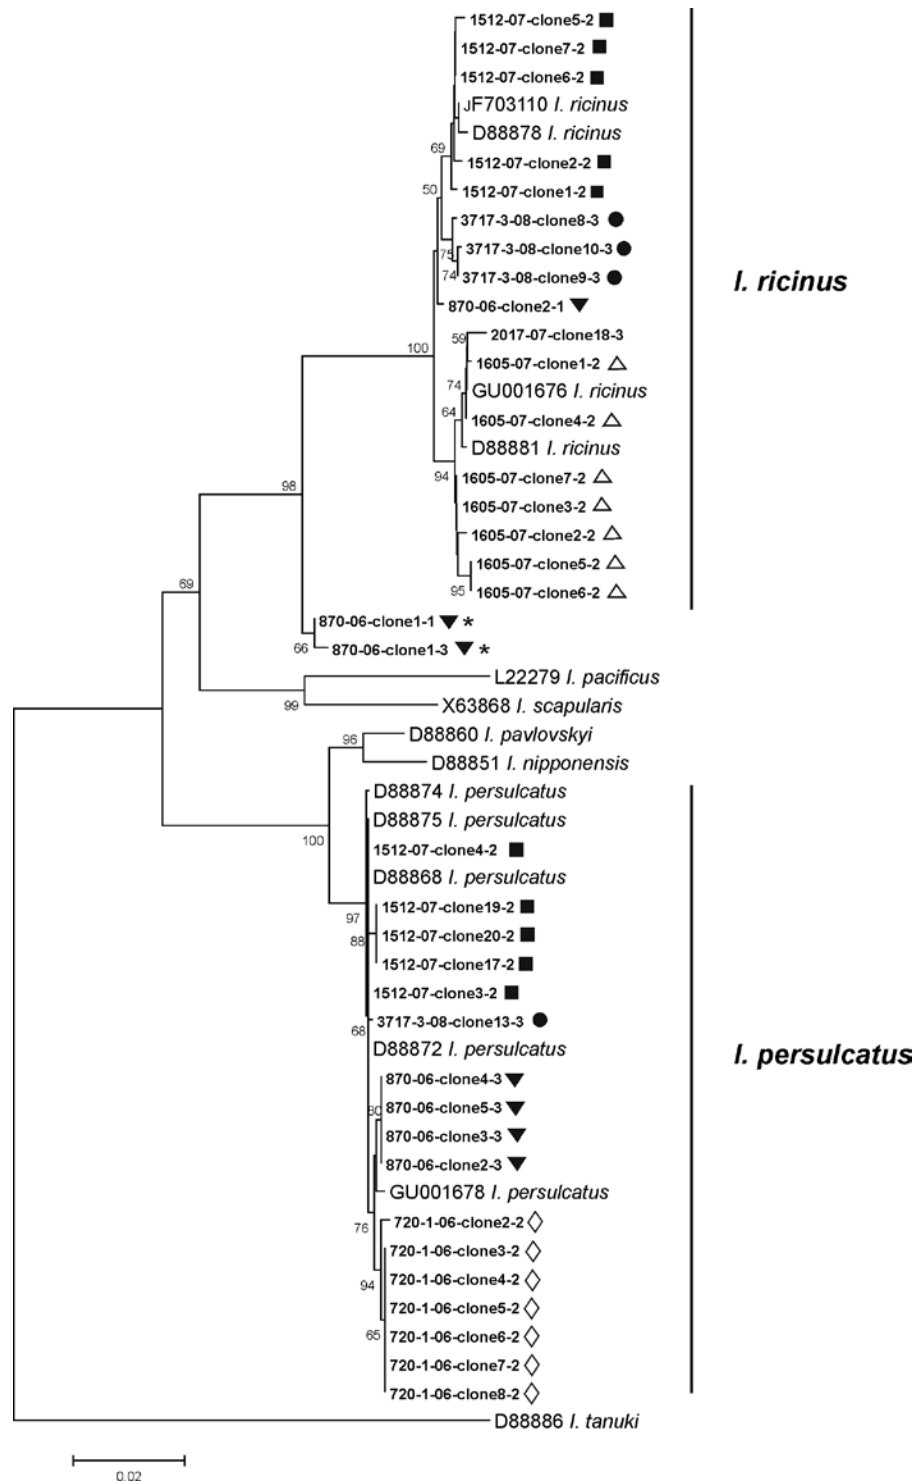 1512-07-clone5-2
1512-07-clone7-2
1512-07-clone6-2
JF703110 I. ricinus
D88878 I. ricinus
69
1512-07-clone2-2
50
1512-07-clone1-2
3717-3-08-clone8-3
75
3717-3-08-clone10-3
74
3717-3-08-clone9-3
I. ricinus
870-06-clone2-1
59
2017-07-clone18-3
100
1605-07-clone1-2
74
GU001676 I. ricinus
64
1605-07-clone4-2
D88881 I. ricinus
94
1605-07-clone7-2
98
1605-07-clone3-2
1605-07-clone2-2
1605-07-clone5-2
69
95
1605-07-clone6-2
870-06-clone1-1 *
66
870-06-clone1-3 *
L22279 I. pacificus
99
X63868 I. scapularis
96
D88860 I. pavlovskyi
D88851 I. nipponensis
D88874 I. persulcatus
D88875 I. persulcatus
100
1512-07-clone4-2
D88868 I. persulcatus
97
1512-07-clone19-2
88
1512-07-clone20-2
1512-07-clone17-2
1512-07-clone3-2
68
3717-3-08-clone13-3
D88872 I. persulcatus
I. persulcatus
870-06-clone4-3
80
870-06-clone5-3
870-06-clone3-3
870-06-clone2-3
GU001678 I. persulcatus
76
720-1-06-clone2-2
720-1-06-clone3-2
94
720-1-06-clone4-2
720-1-06-clone5-2
65
720-1-06-clone6-2
720-1-06-clone7-2
720-1-06-clone8-2
D88886 I. tanuki
0.02